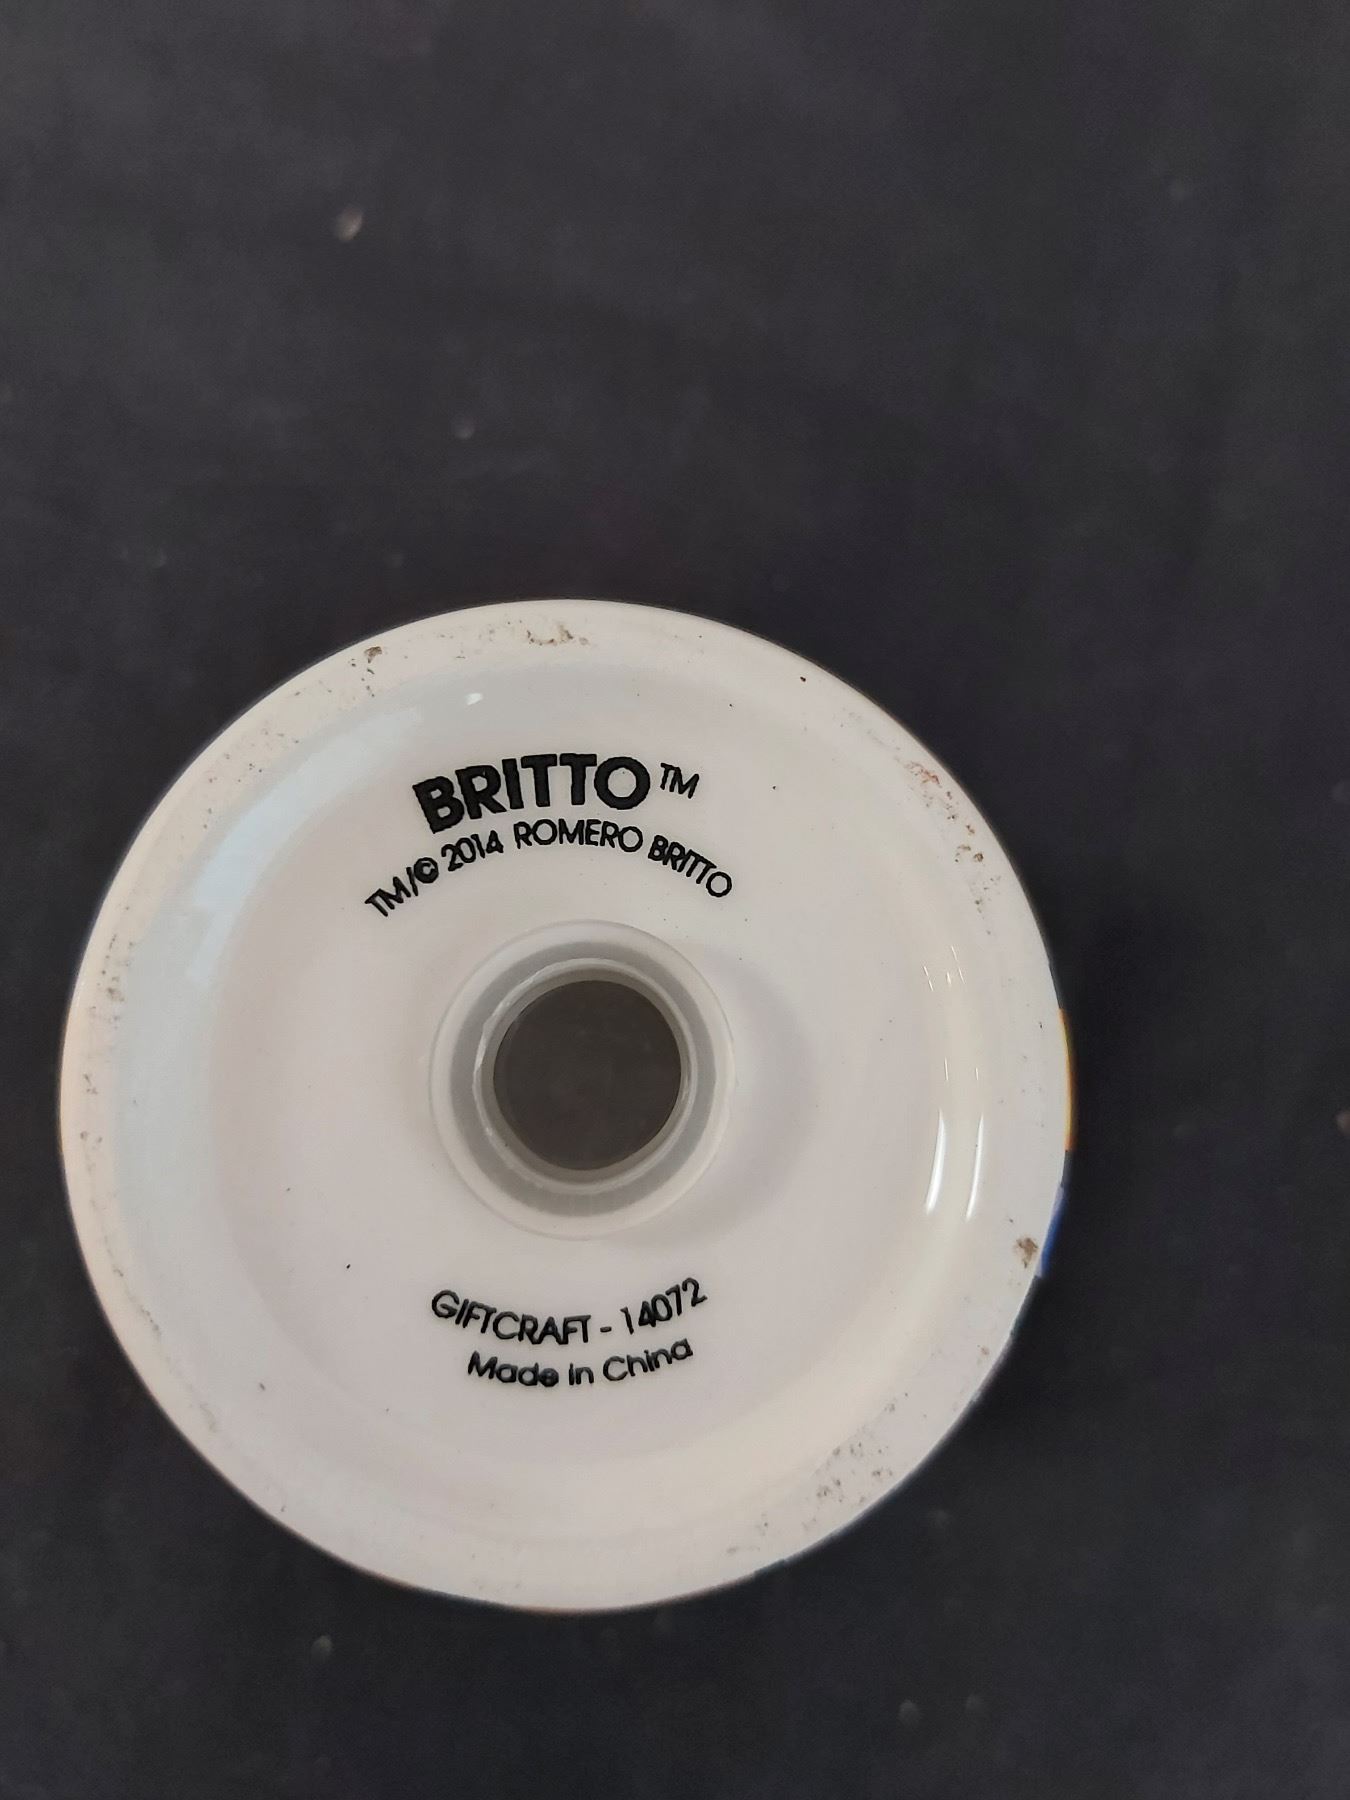 BRITTO™
TM/© 2014 ROMERO BRITTO
GIFTCRAFT - 14072
Made in China